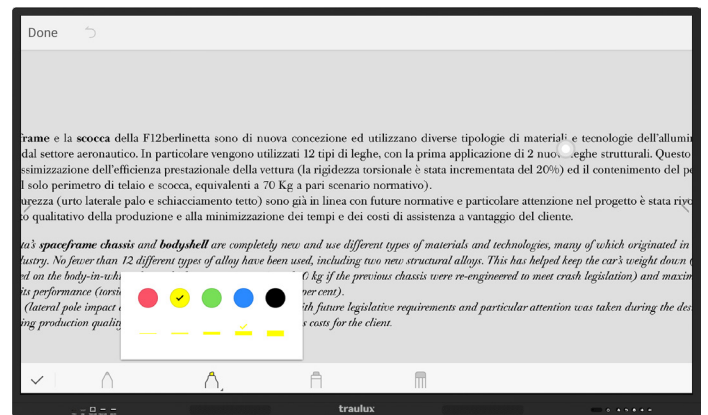 Done
frame e la scocca della F12berlinetta sono di nuova concezione ed utilizzano diverse tipologie di materiali e tecnologie dell'allumin
dal settore aeronautico. In particolare vengono utilizzati 12 tipi di leghe, con la prima applicazione di 2 nuove leghe strutturali. Questo
ssimizzazione dell'efficienza prestazionale della vettura (la rigidezza torsionale è stata incrementata del 20%) ed il contenimento del pe
l solo perimetro di telaio e scocca, equivalenti a 70 Kg a pari scenario normativo).
urezza (urto laterale palo e schiacciamento tetto) sono già in linea con future normative e particolare attenzione nel progetto è stata rivo
o qualitativo della produzione e alla minimizzazione dei tempi e dei costi di assistenza a vantaggio del cliente.
ta's spaceframe chassis and bodyshell are completely new and use different types of materials and technologies, many of which originated in
dustry. No fewer than 12 different types of alloy have been used, including two new structural alloys. This has helped keep the car's weight down
ed on the body-in-whi 0 kg if the previous chassis were re-engineered to meet crash legislation) and maxim
its performance (torsi per cent).
(lateral pole impact ith future legislative requirements and particular attention was taken during the des
ing production quality s costs for the client.
traulux